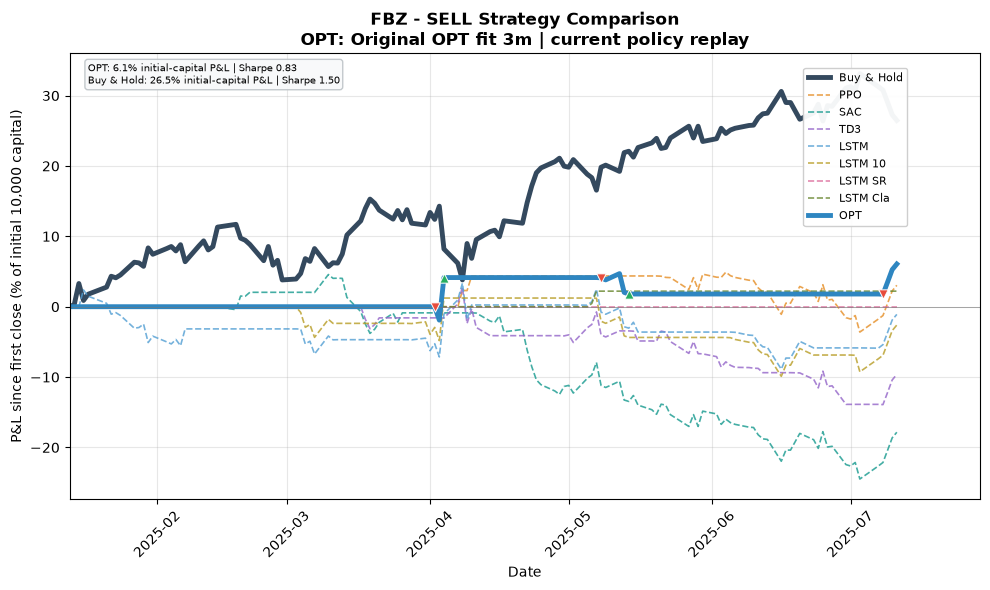 FBZ - SELL Strategy Comparison
OPT: Original OPT fit 3m | current policy replay
OPT: 6.1% initial-capital P&L | Sharpe 0.83
Buy & Hold: 26.5% initial-capital P&L | Sharpe 1.50
Buy & Hold
PPO
SAC
TD3
LSTM
LSTM 10
LSTM SR
LSTM Cla
OPT
P&L since first close (% of initial 10,000 capital)
30
20
10
0
−10
−20
2025-02
2025-03
2025-04
2025-05
2025-06
2025-07
Date